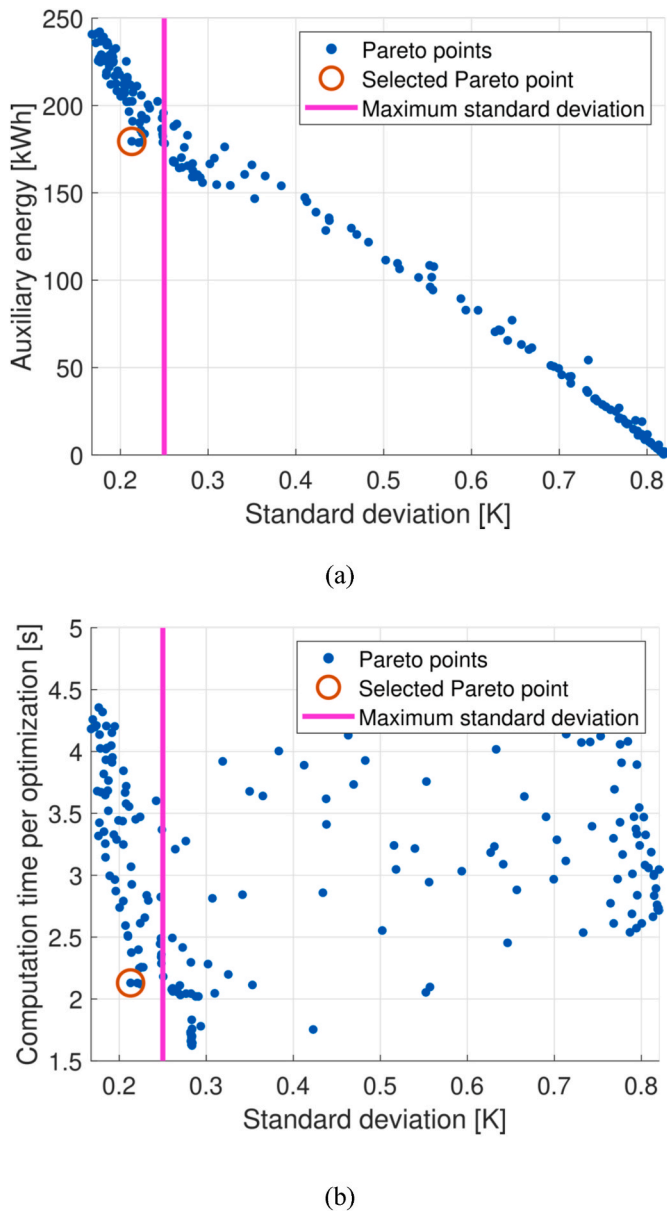 250
200
150
100
50
0
Auxiliary energy [kWh]
Pareto points
Selected Pareto point
Maximum standard deviation
0.2 0.3 0.4 0.5 0.6 0.7 0.8
Standard deviation [K]
(a)
5
4.5
4
3.5
3
2.5
2
1.5
Computation time per optimization [s]
Pareto points
Selected Pareto point
Maximum standard deviation
0.2 0.3 0.4 0.5 0.6 0.7 0.8
Standard deviation [K]
(b)